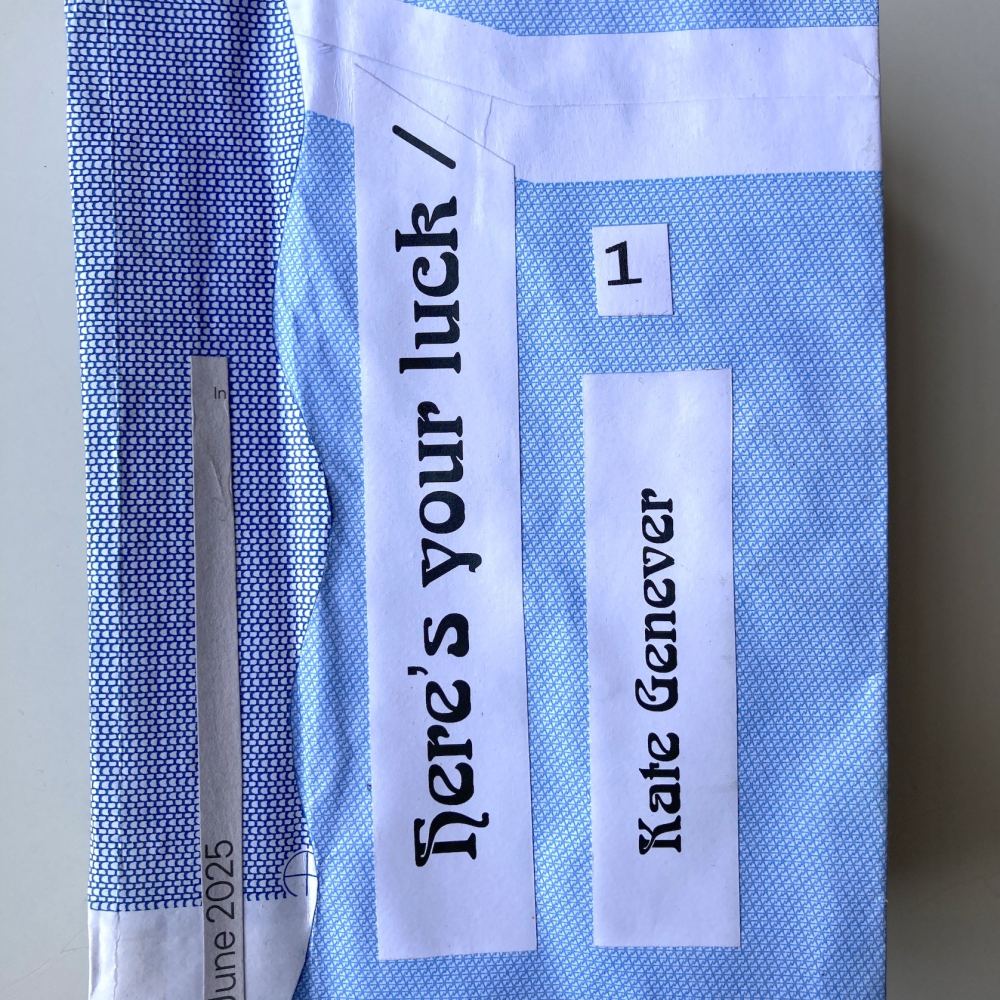 June 2025
Here's your luck /
Kate Genever
1